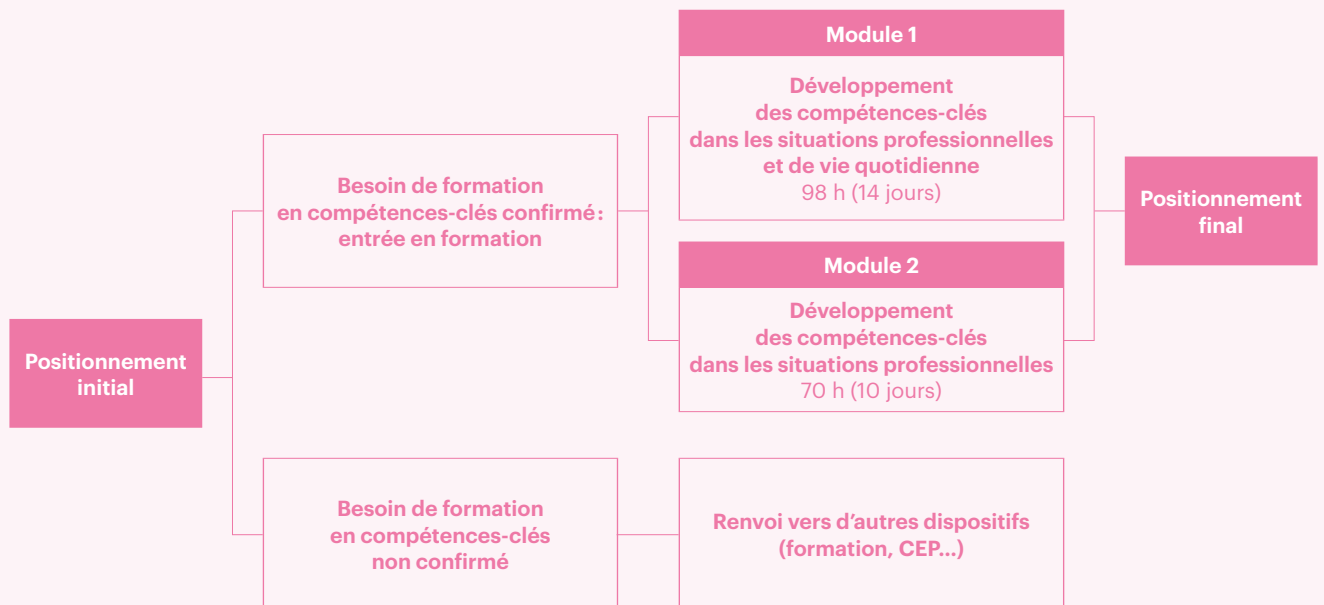 Positionnement
initial
Besoin de formation
en compétences-clés confirmé :
entrée en formation
Module 1
Développement
des compétences-clés
dans les situations professionnelles
et de vie quotidienne
98 h (14 jours)
Module 2
Développement
des compétences-clés
dans les situations professionnelles
70 h (10 jours)
Positionnement
final
Besoin de formation
en compétences-clés
non confirmé
Renvoi vers d’autres dispositifs
(formation, CEP...)